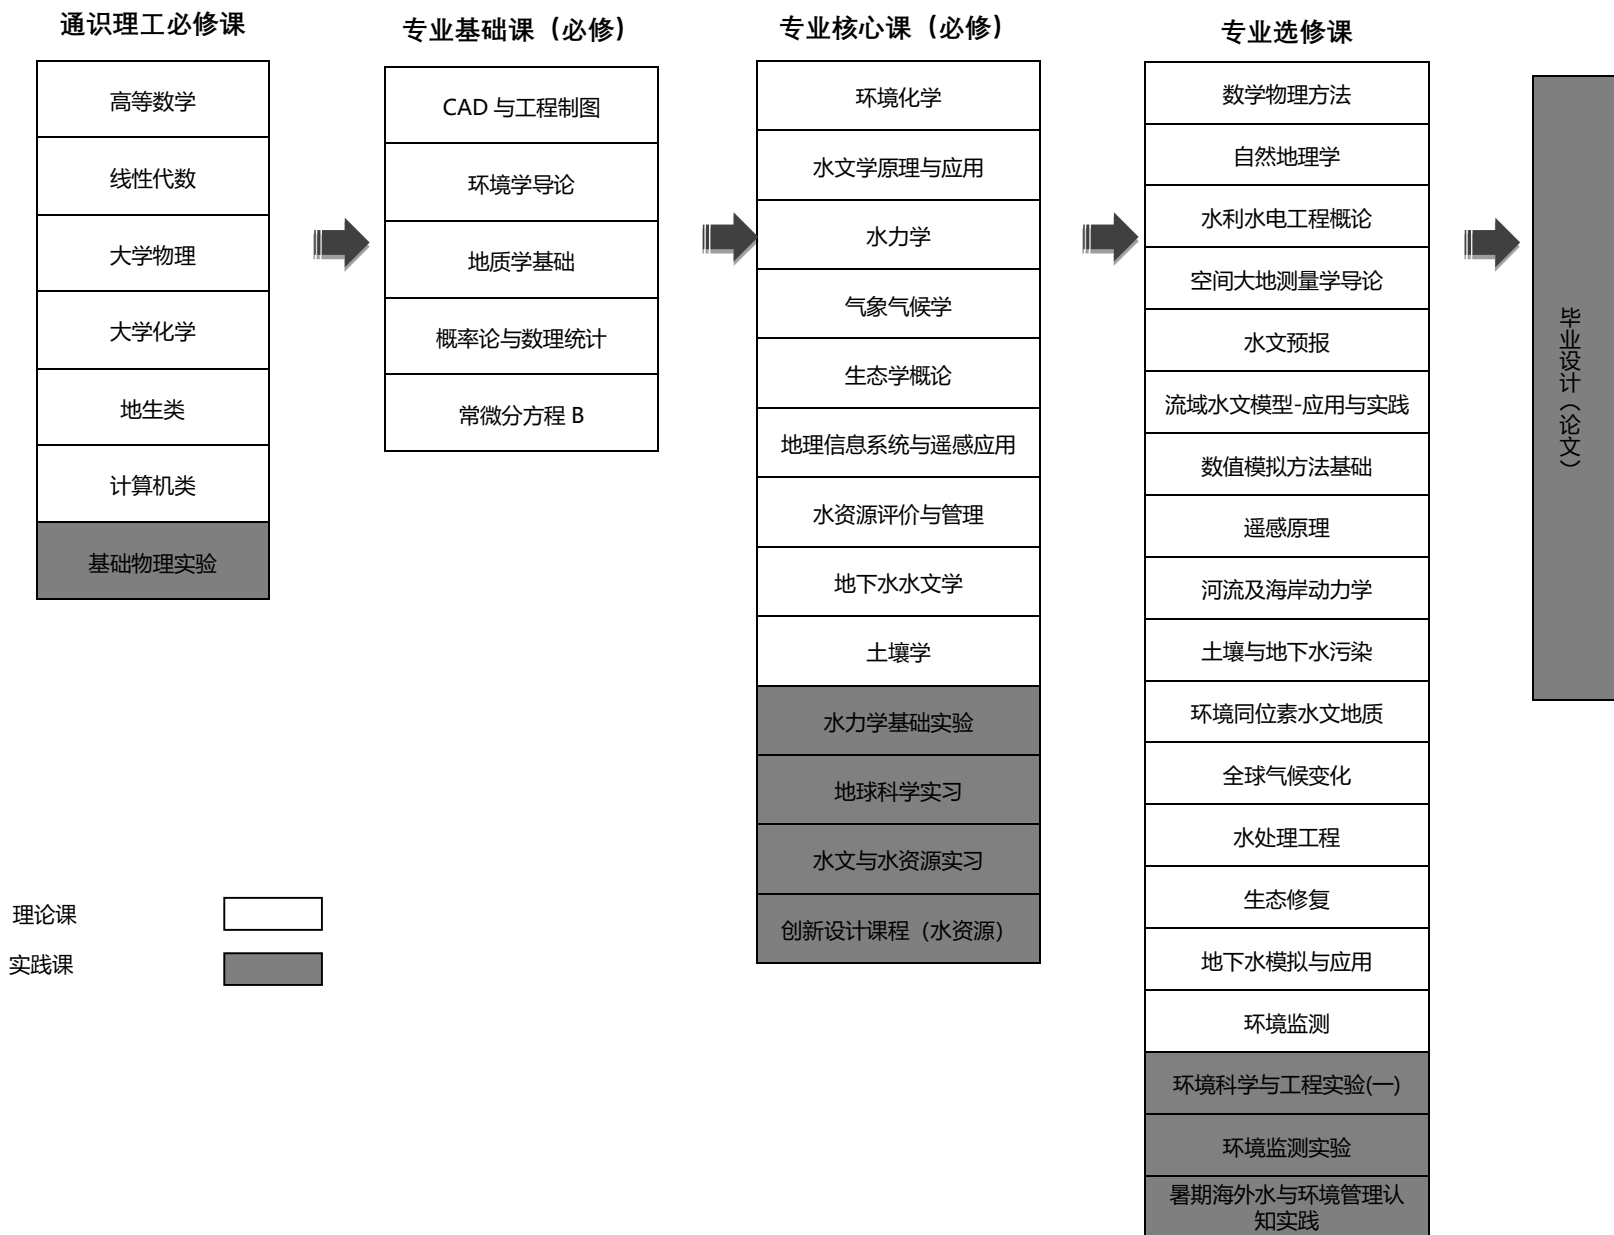 通识理工必修课
高等数学
线性代数
大学物理
大学化学
地生类
计算机类
基础物理实验
专业基础课（必修）
CAD 与工程制图
环境学导论
地质学基础
概率论与数理统计
常微分方程 B
专业核心课（必修）
环境化学
水文学原理与应用
水力学
气象气候学
生态学概论
地理信息系统与遥感应用
水资源评价与管理
地下水水文学
土壤学
水力学基础实验
地球科学实习
水文与水资源实习
创新设计课程（水资源）
专业选修课
数学物理方法
自然地理学
水利水电工程概论
空间大地测量学导论
水文预报
流域水文模型-应用与实践
数值模拟方法基础
遥感原理
河流及海岸动力学
土壤与地下水污染
环境同位素水文地质
全球气候变化
水处理工程
生态修复
地下水模拟与应用
环境监测
环境科学与工程实验(一)
环境监测实验
暑期海外水与环境管理认
知实践
毕业设计（论文）
理论课
实践课